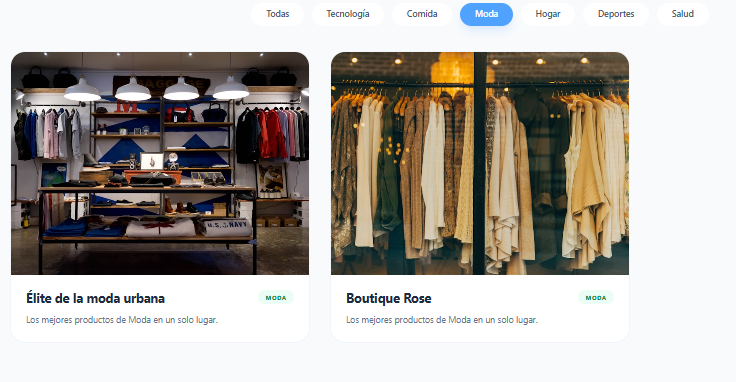 Todas Tecnología Comida Moda Hogar Deportes Salud
U.S. NAVY
Élite de la moda urbana MODA
Los mejores productos de Moda en un solo lugar.
Boutique Rose MODA
Los mejores productos de Moda en un solo lugar.